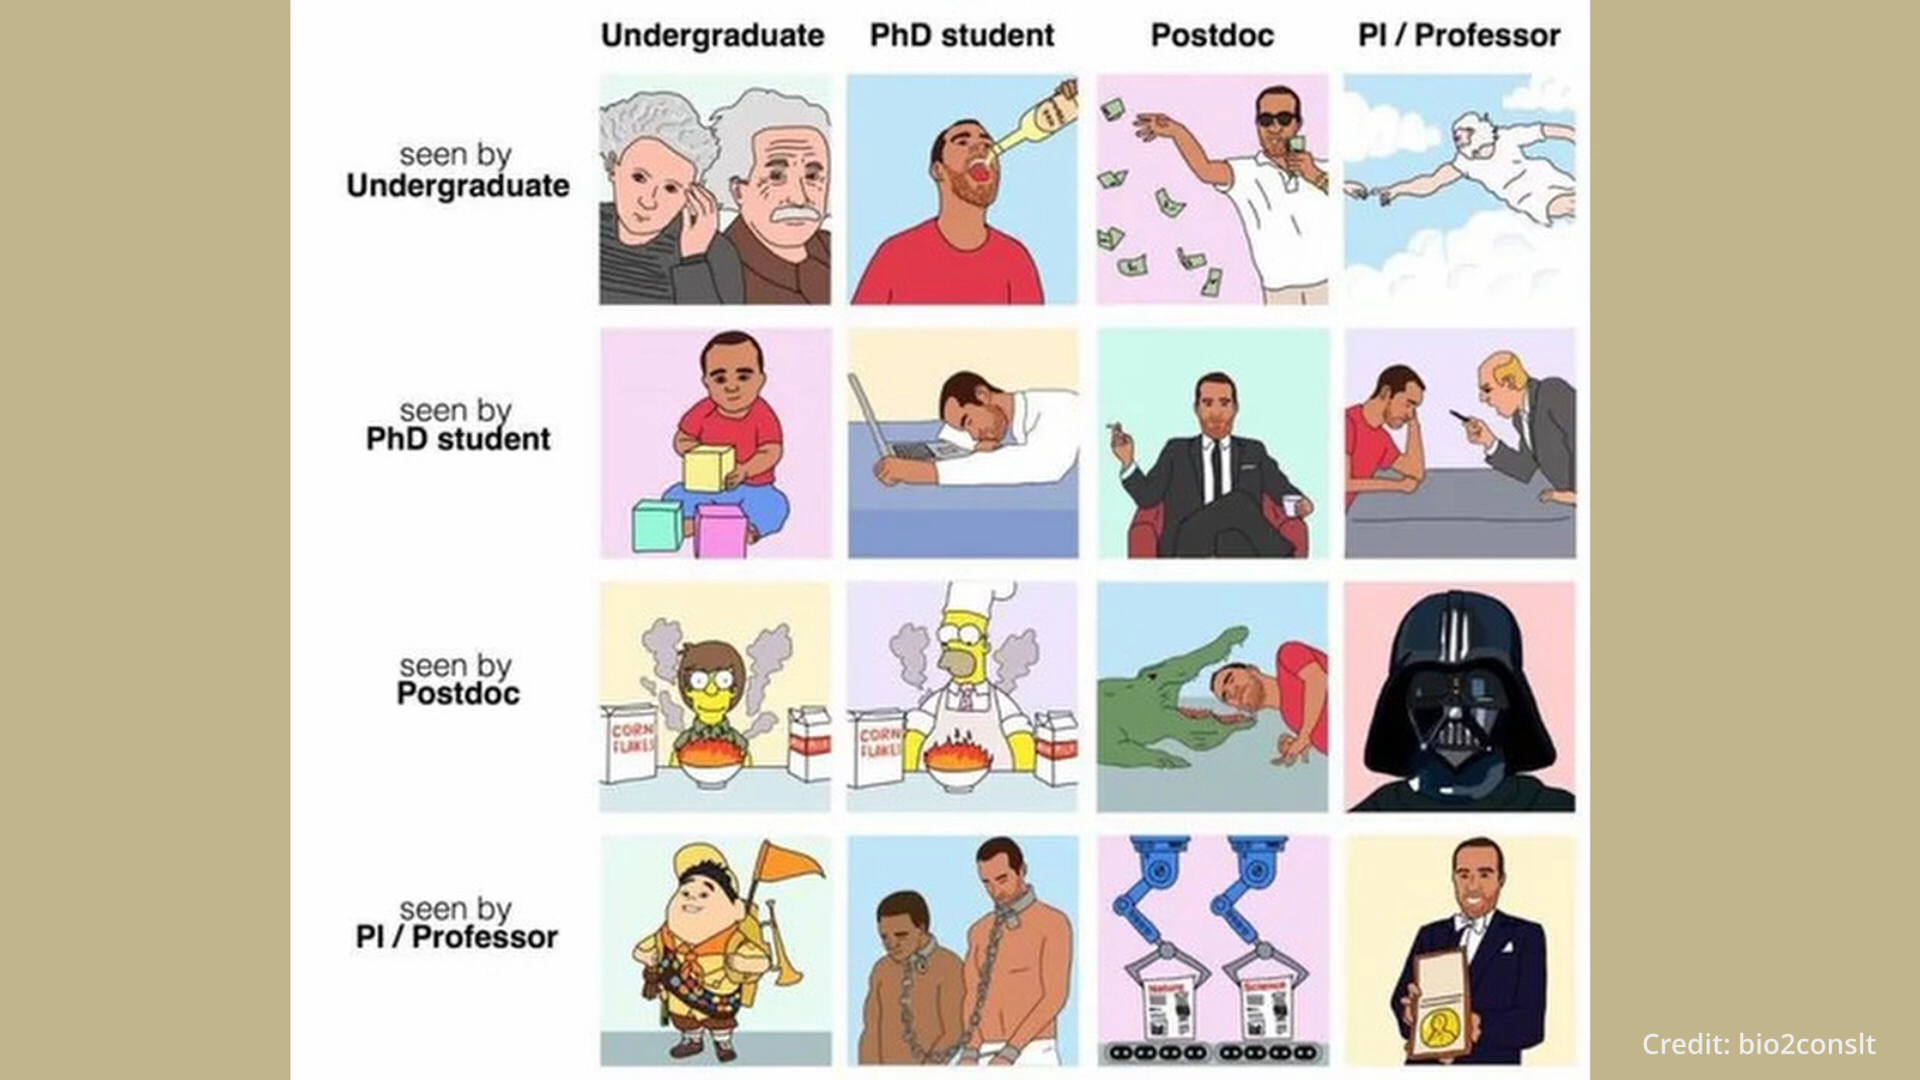 Undergraduate PhD student Postdoc PI / Professor
seen by
Undergraduate
seen by
PhD student
seen by
Postdoc
CORN
FLAKES
CORN
FLAKES
seen by
PI / Professor
Nature
Science
Credit: bio2conslt